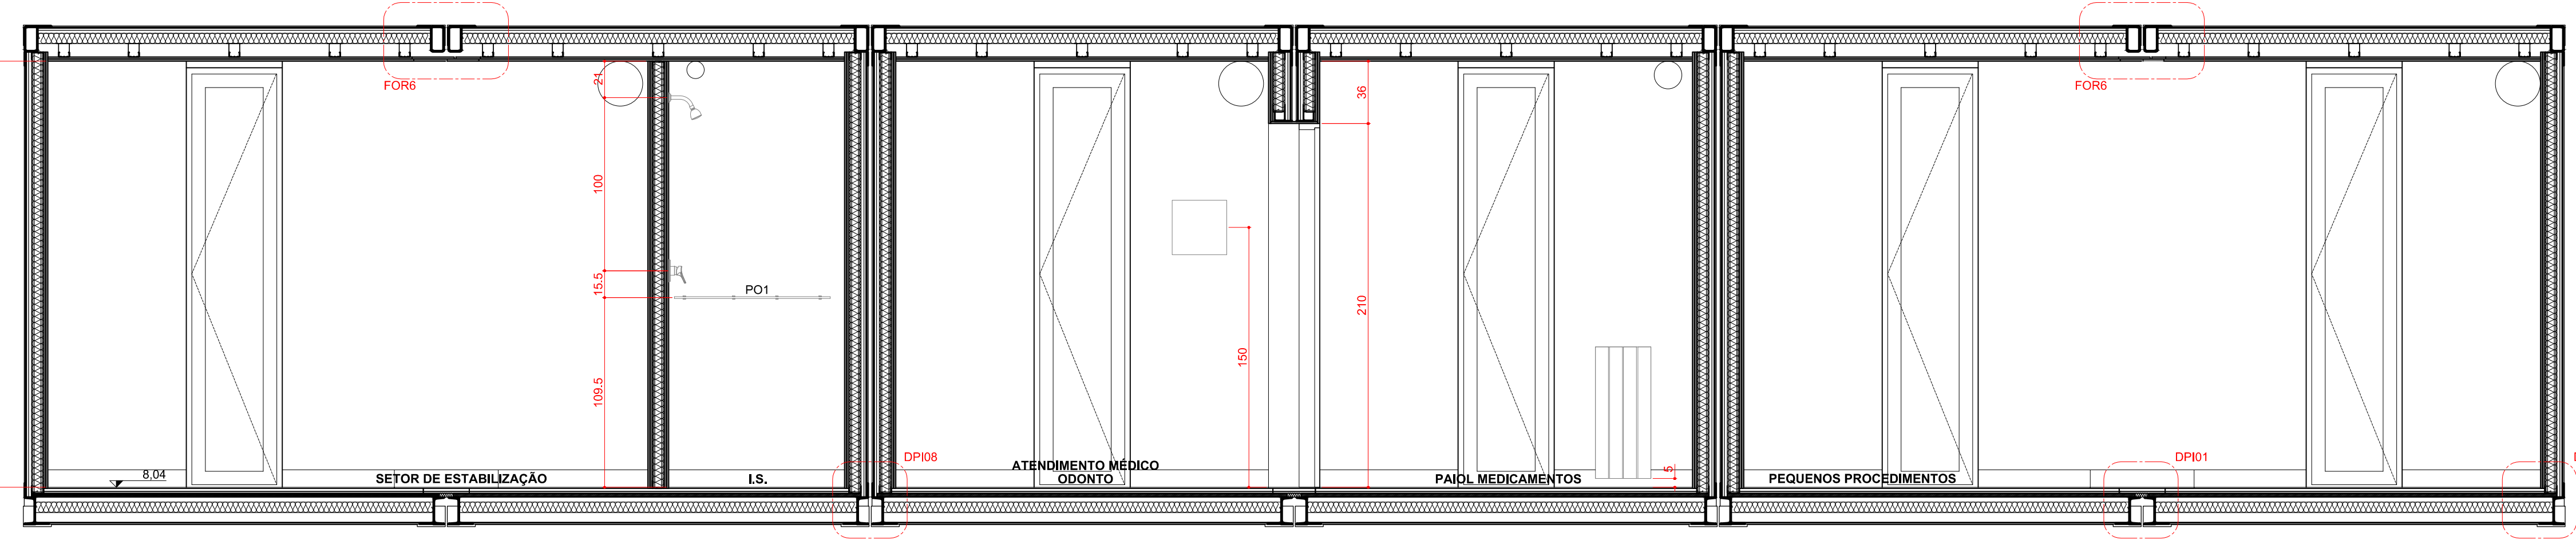 FOR6
FOR6
21
36
100
15.5
PO1
210
150
109.5
5
8,04
SETOR DE ESTABILIZAÇÃO
I.S.
DPI08
ATENDIMENTO MÉDICO
ODONTO
PAIOL MEDICAMENTOS
PEQUENOS PROCEDIMENTOS
DPI01